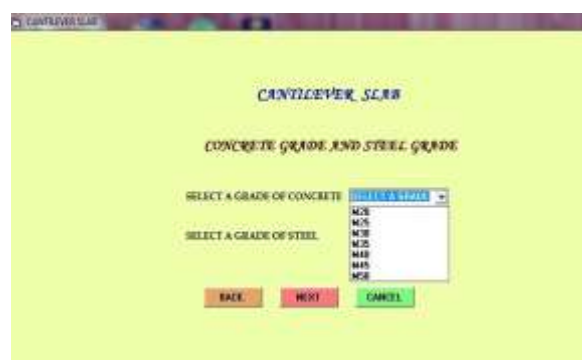 CANTILEVER SLAB
CANTILEVER SLAB
CONCRETE GRADE AND STEEL GRADE
SELECT A GRADE OF CONCRETE SELECT A GRADE
M20
M25
M30
M35
SELECT A GRADE OF STEEL
M40
M45
M50
BACK NEXT CANCEL